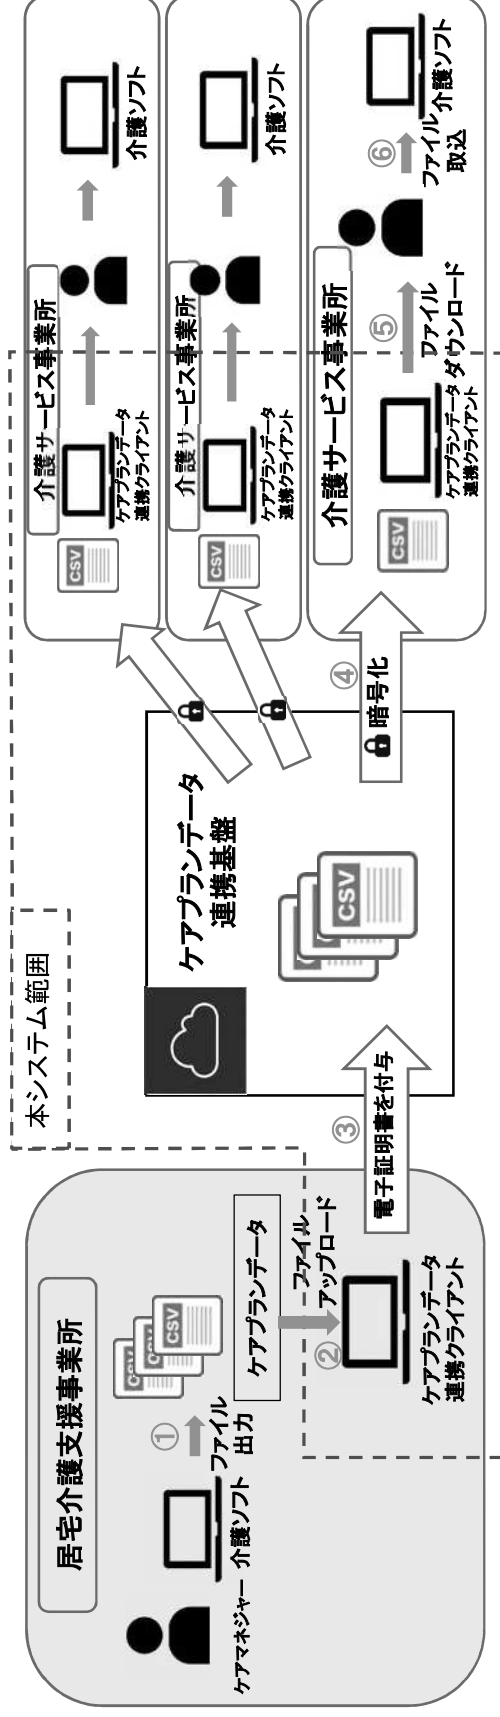 本システム範囲
居宅介護支援事業所
ケアマネジャー
介護ソフト
①
ファイル
出力
CSV
CSV
CSV
ケアプランデータ
②
ファイル
アップロード
ケアプランデータ
連携クライアント
③
電子証明書を付与
ケアプランデータ
連携基盤
CSV
④
暗号化
介護サービス事業所
CSV
ケアプランデータ
連携クライアント
介護ソフト
介護サービス事業所
CSV
ケアプランデータ
連携クライアント
介護ソフト
介護サービス事業所
CSV
ケアプランデータ
連携クライアント
⑤
ファイル
ダウンロード
⑥
ファイル
取込
介護ソフト